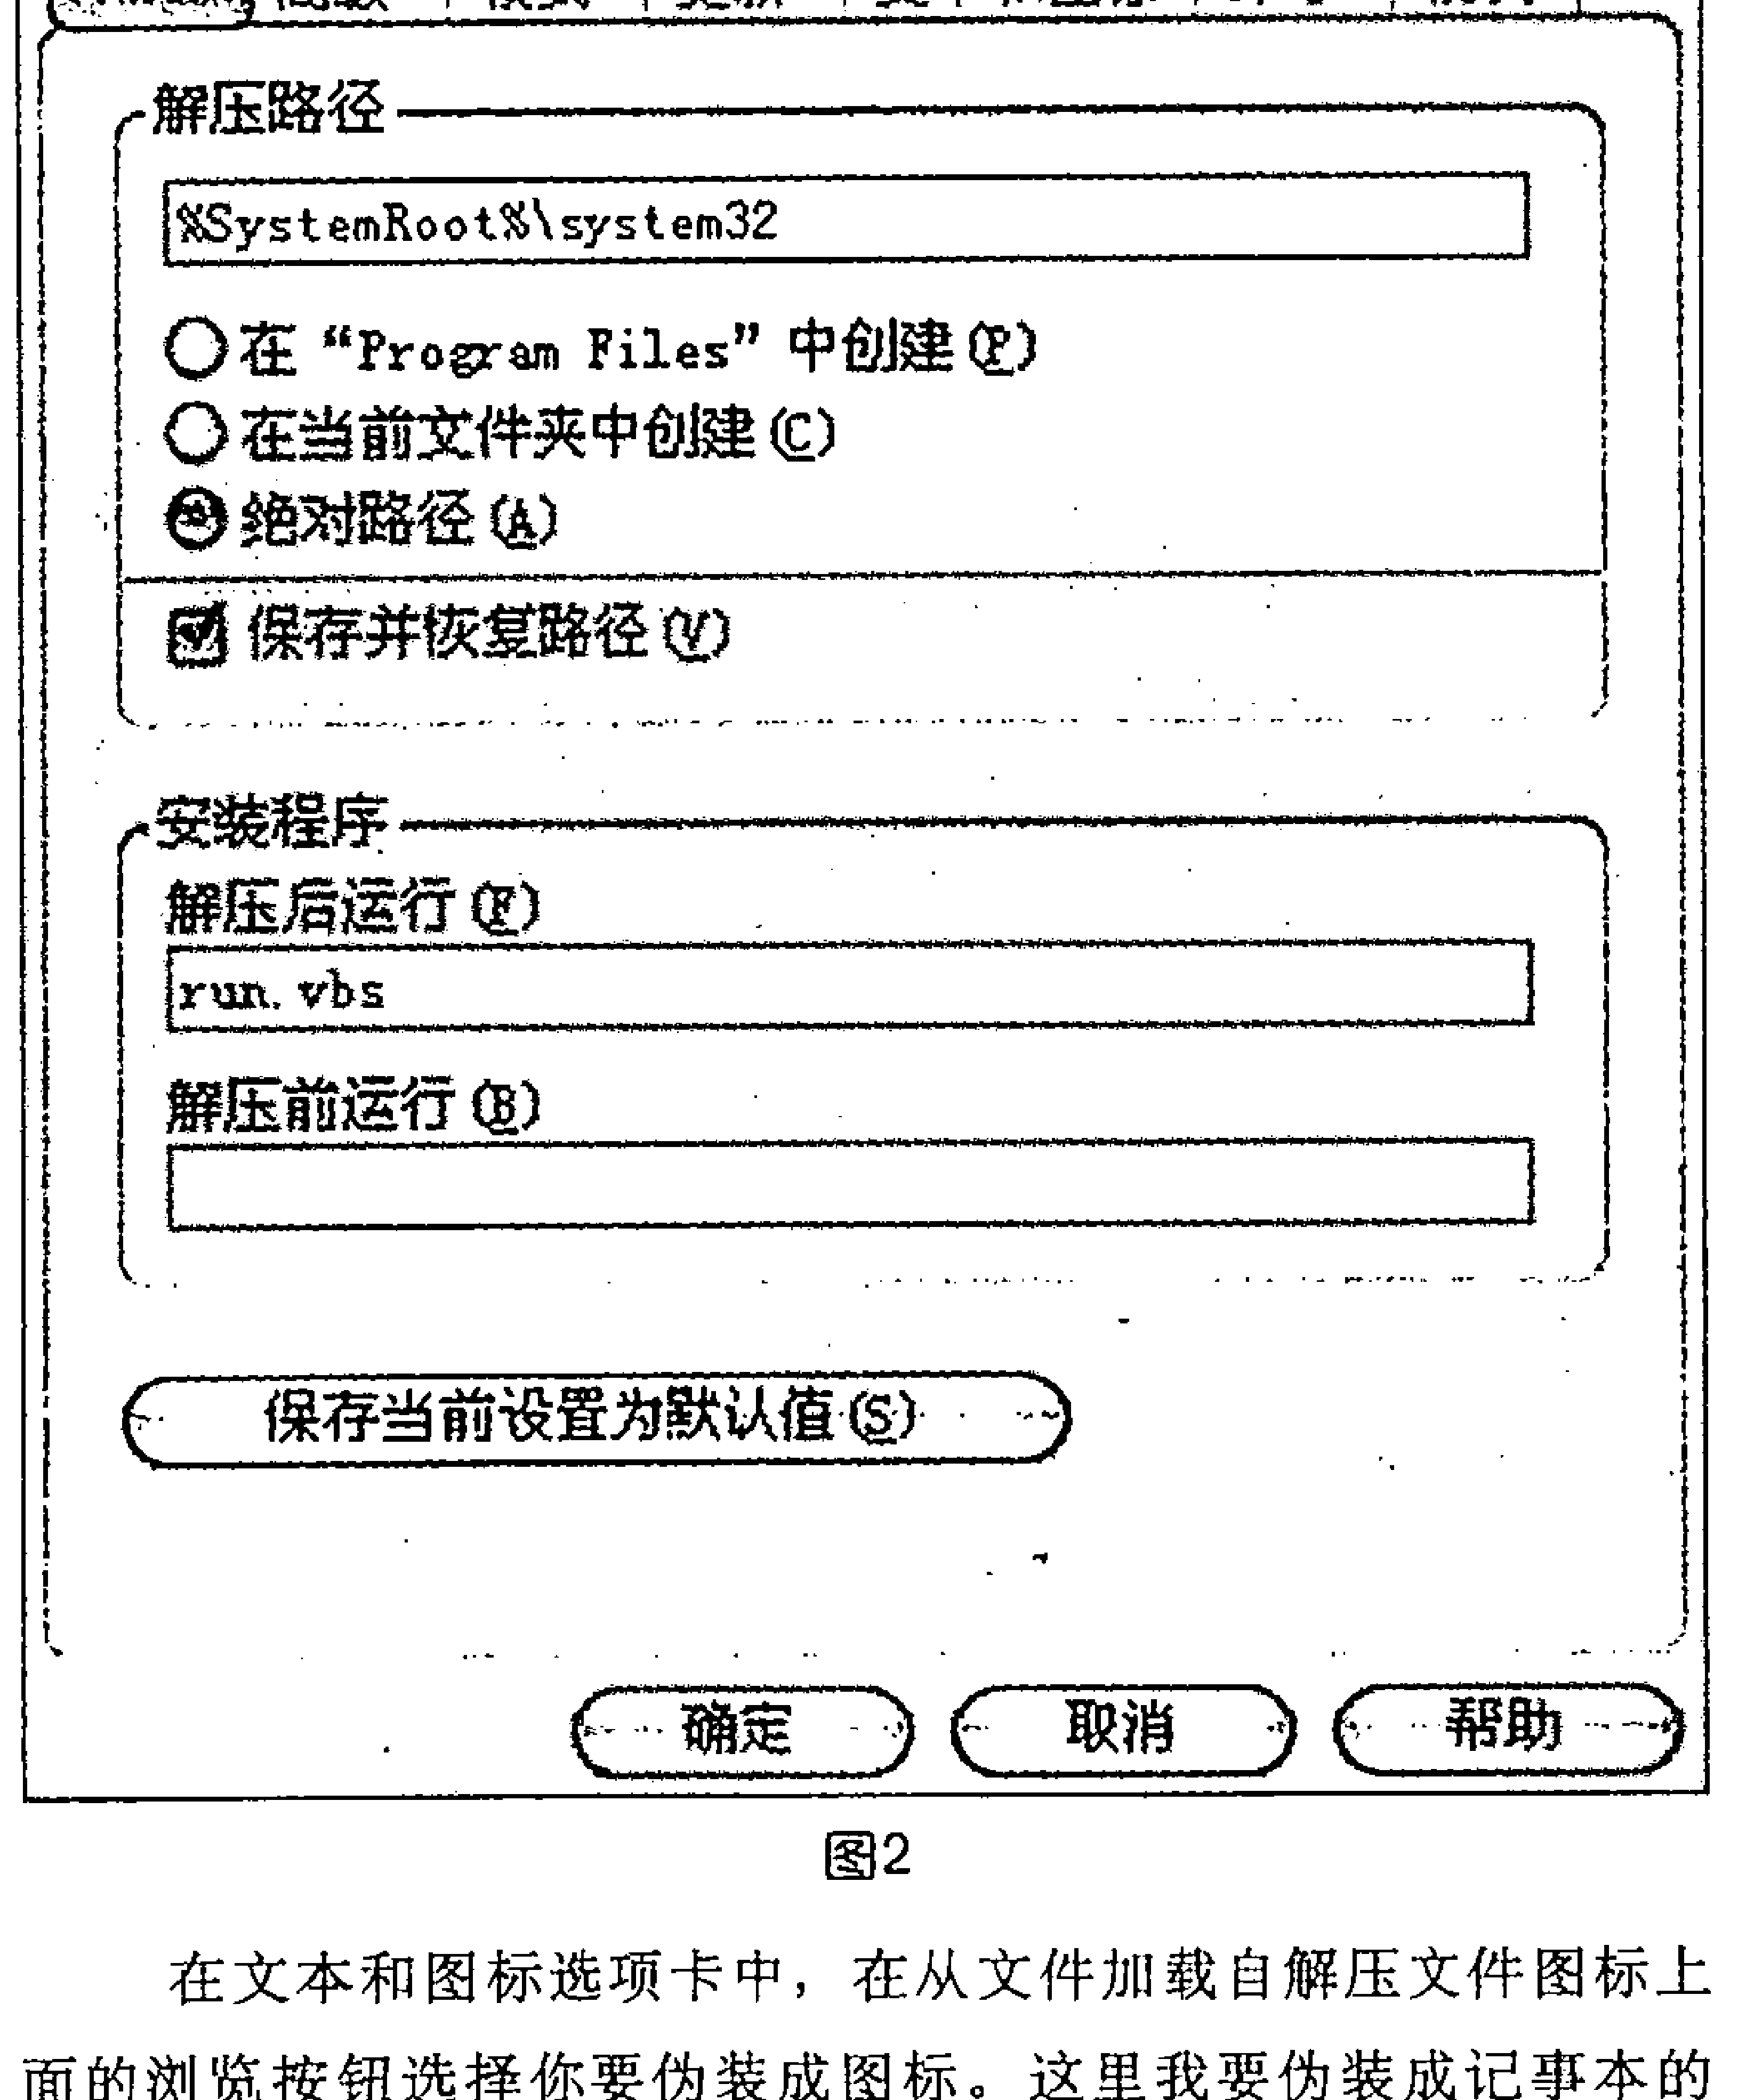 解压路径
%SystemRoot%\system32
在 “Program Files” 中创建(P)
在当前文件夹中创建(C)
绝对路径(A)
保存并恢复路径(V)
安装程序
解压后运行(F)
run.vbs
解压前运行(B)
保存当前设置为默认值(S)
确定 取消 帮助
图2
在文本和图标选项卡中，在从文件加载自解压文件图标上
面的浏览按钮选择你要伪装成图标。这里我要伪装成记事本的